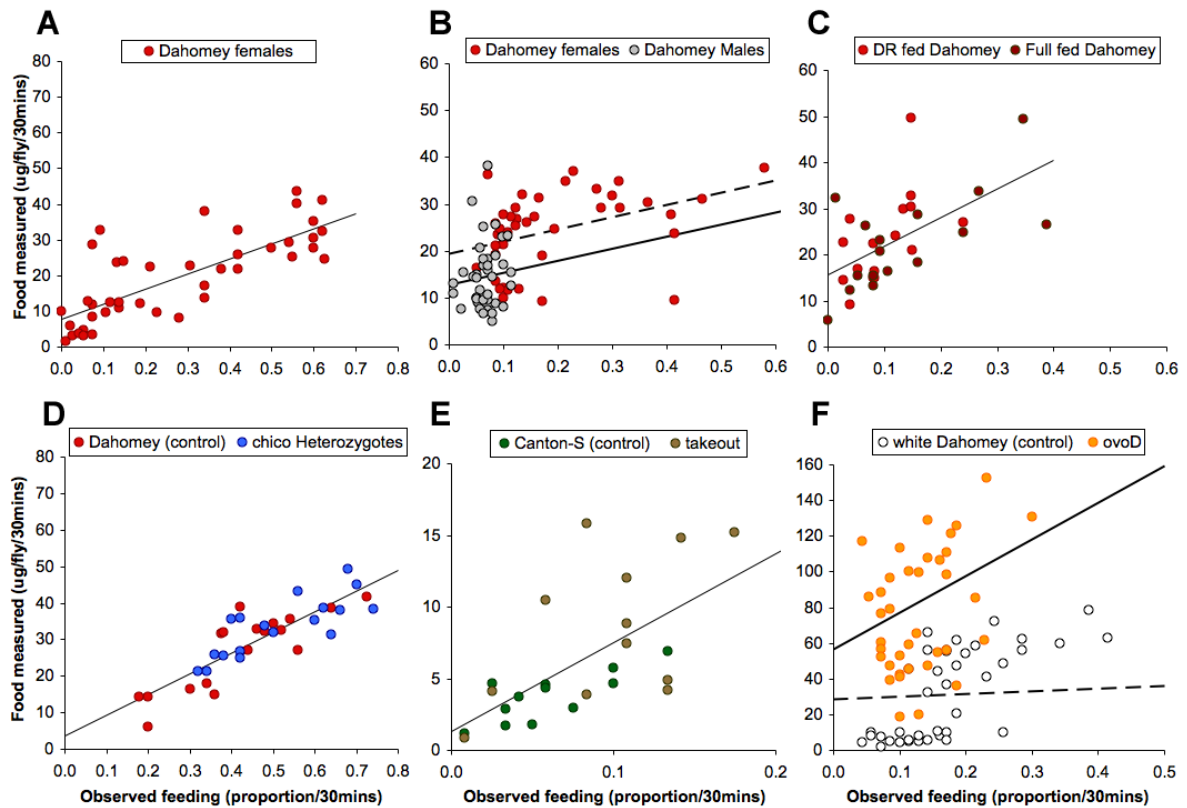 A
Dahomey females
Food measured (ug/fly/30mins)
80
70
60
50
40
30
20
10
0
0.0 0.1 0.2 0.3 0.4 0.5 0.6 0.7 0.8
B
Dahomey females Dahomey Males
60
50
40
30
20
10
0
0.0 0.1 0.2 0.3 0.4 0.5 0.6
C
DR fed Dahomey Full fed Dahomey
60
50
40
30
20
10
0
0.0 0.1 0.2 0.3 0.4 0.5 0.6
D
Dahomey (control) chico Heterozygotes
Food measured (ug/fly/30mins)
80
70
60
50
40
30
20
10
0
0.0 0.1 0.2 0.3 0.4 0.5 0.6 0.7 0.8
Observed feeding (proportion/30mins)
E
Canton-S (control) takeout
20
15
10
5
0
0.0 0.1 0.2
Observed feeding (proportion/30mins)
F
white Dahomey (control) ovoD
160
140
120
100
80
60
40
20
0
0.0 0.1 0.2 0.3 0.4 0.5
Observed feeding (proportion/30mins)